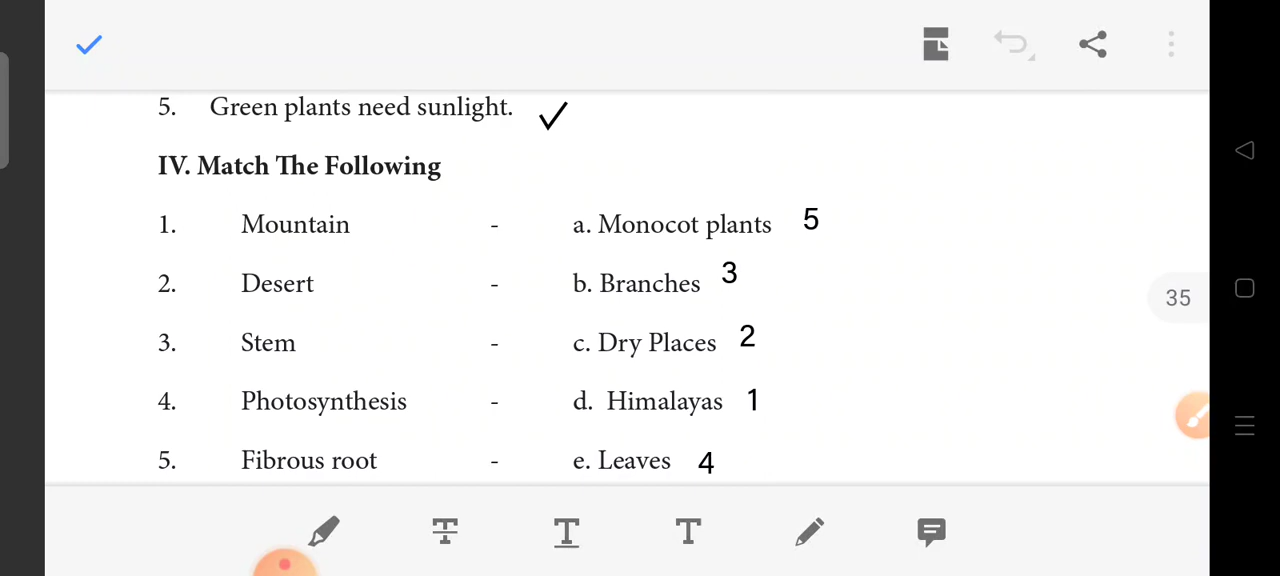 5. Green plants need sunlight. ✓
IV. Match The Following
1. Mountain - a. Monocot plants 5
2. Desert - b. Branches 3
3. Stem - c. Dry Places 2
4. Photosynthesis - d. Himalayas 1
5. Fibrous root - e. Leaves 4
35
T T T